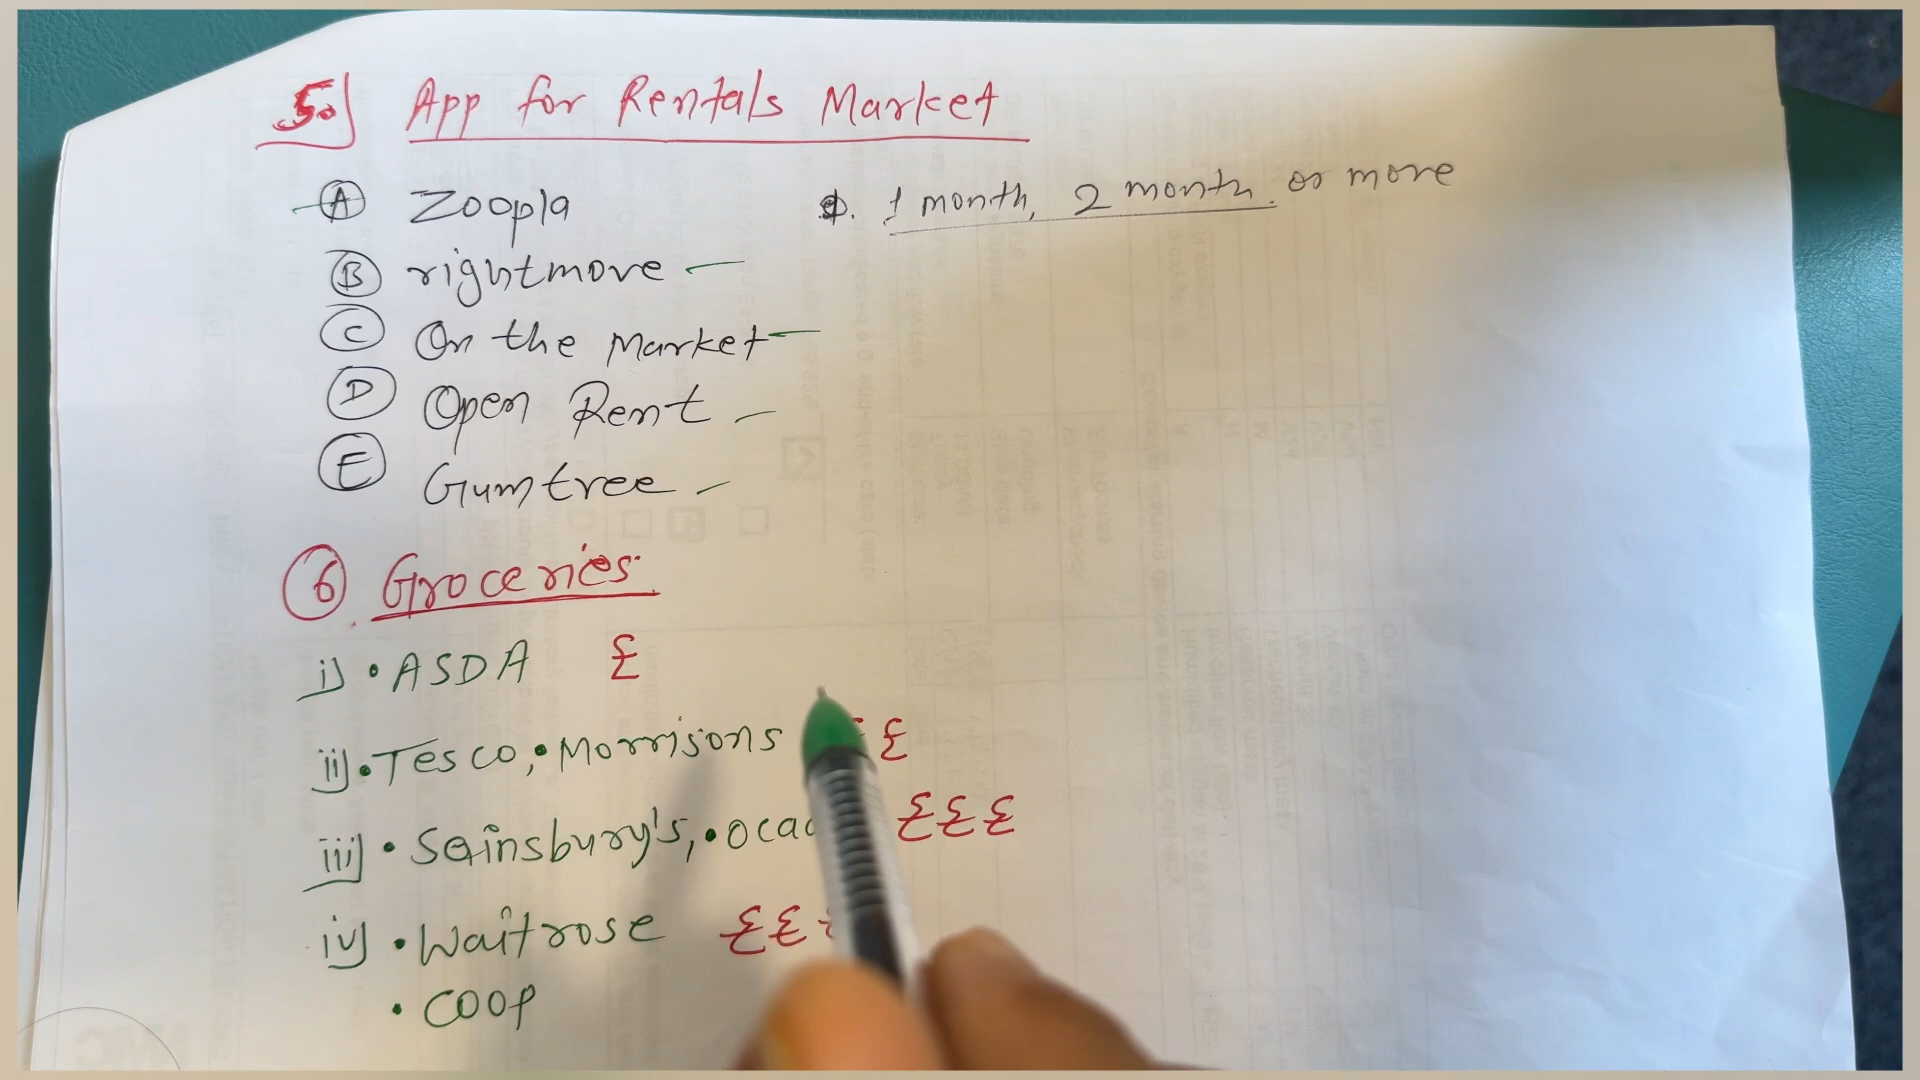 5. App for Rentals Market
A Zoopla 1 month, 2 month or more
B rightmove
C On the Market
D Open Rent
E Gumtree
6 Groceries
i) • ASDA £
ii) • Tesco, • Morrisons ££
iii) • Sainsbury's, • ocad £££
iv) • Waitrose £££
• COOP